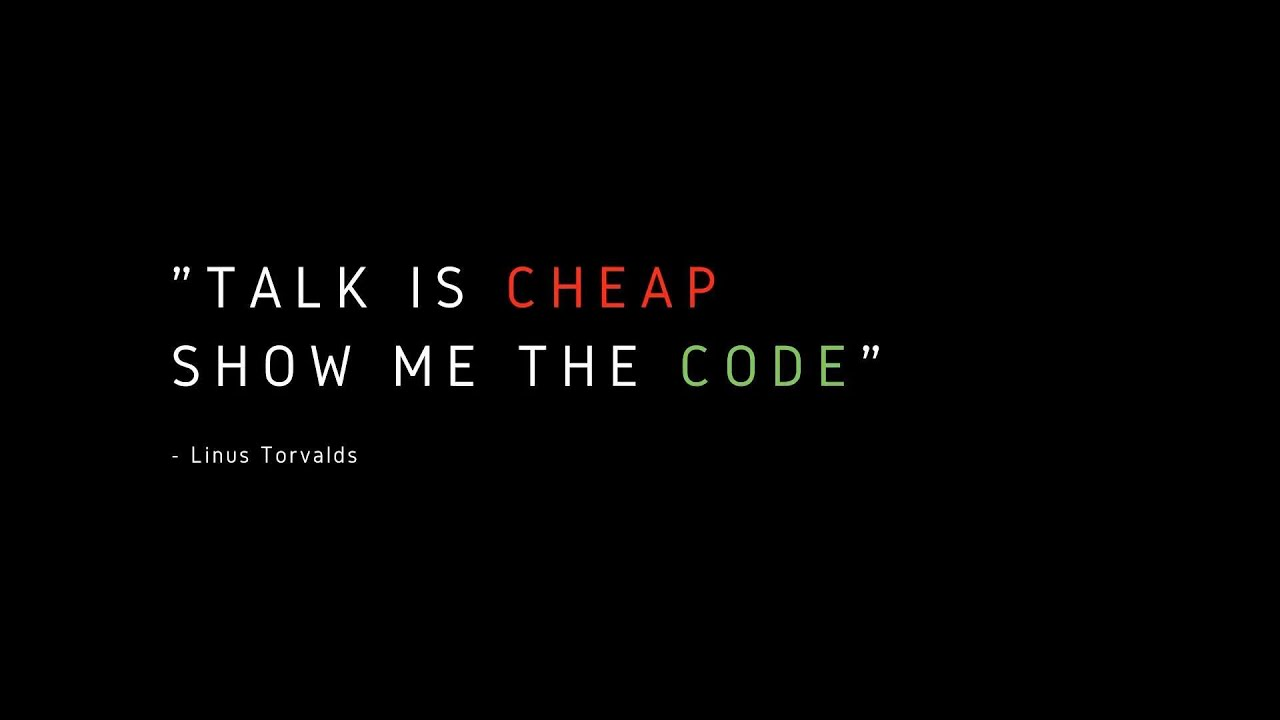 ”TALK IS CHEAP
SHOW ME THE CODE”
- Linus Torvalds